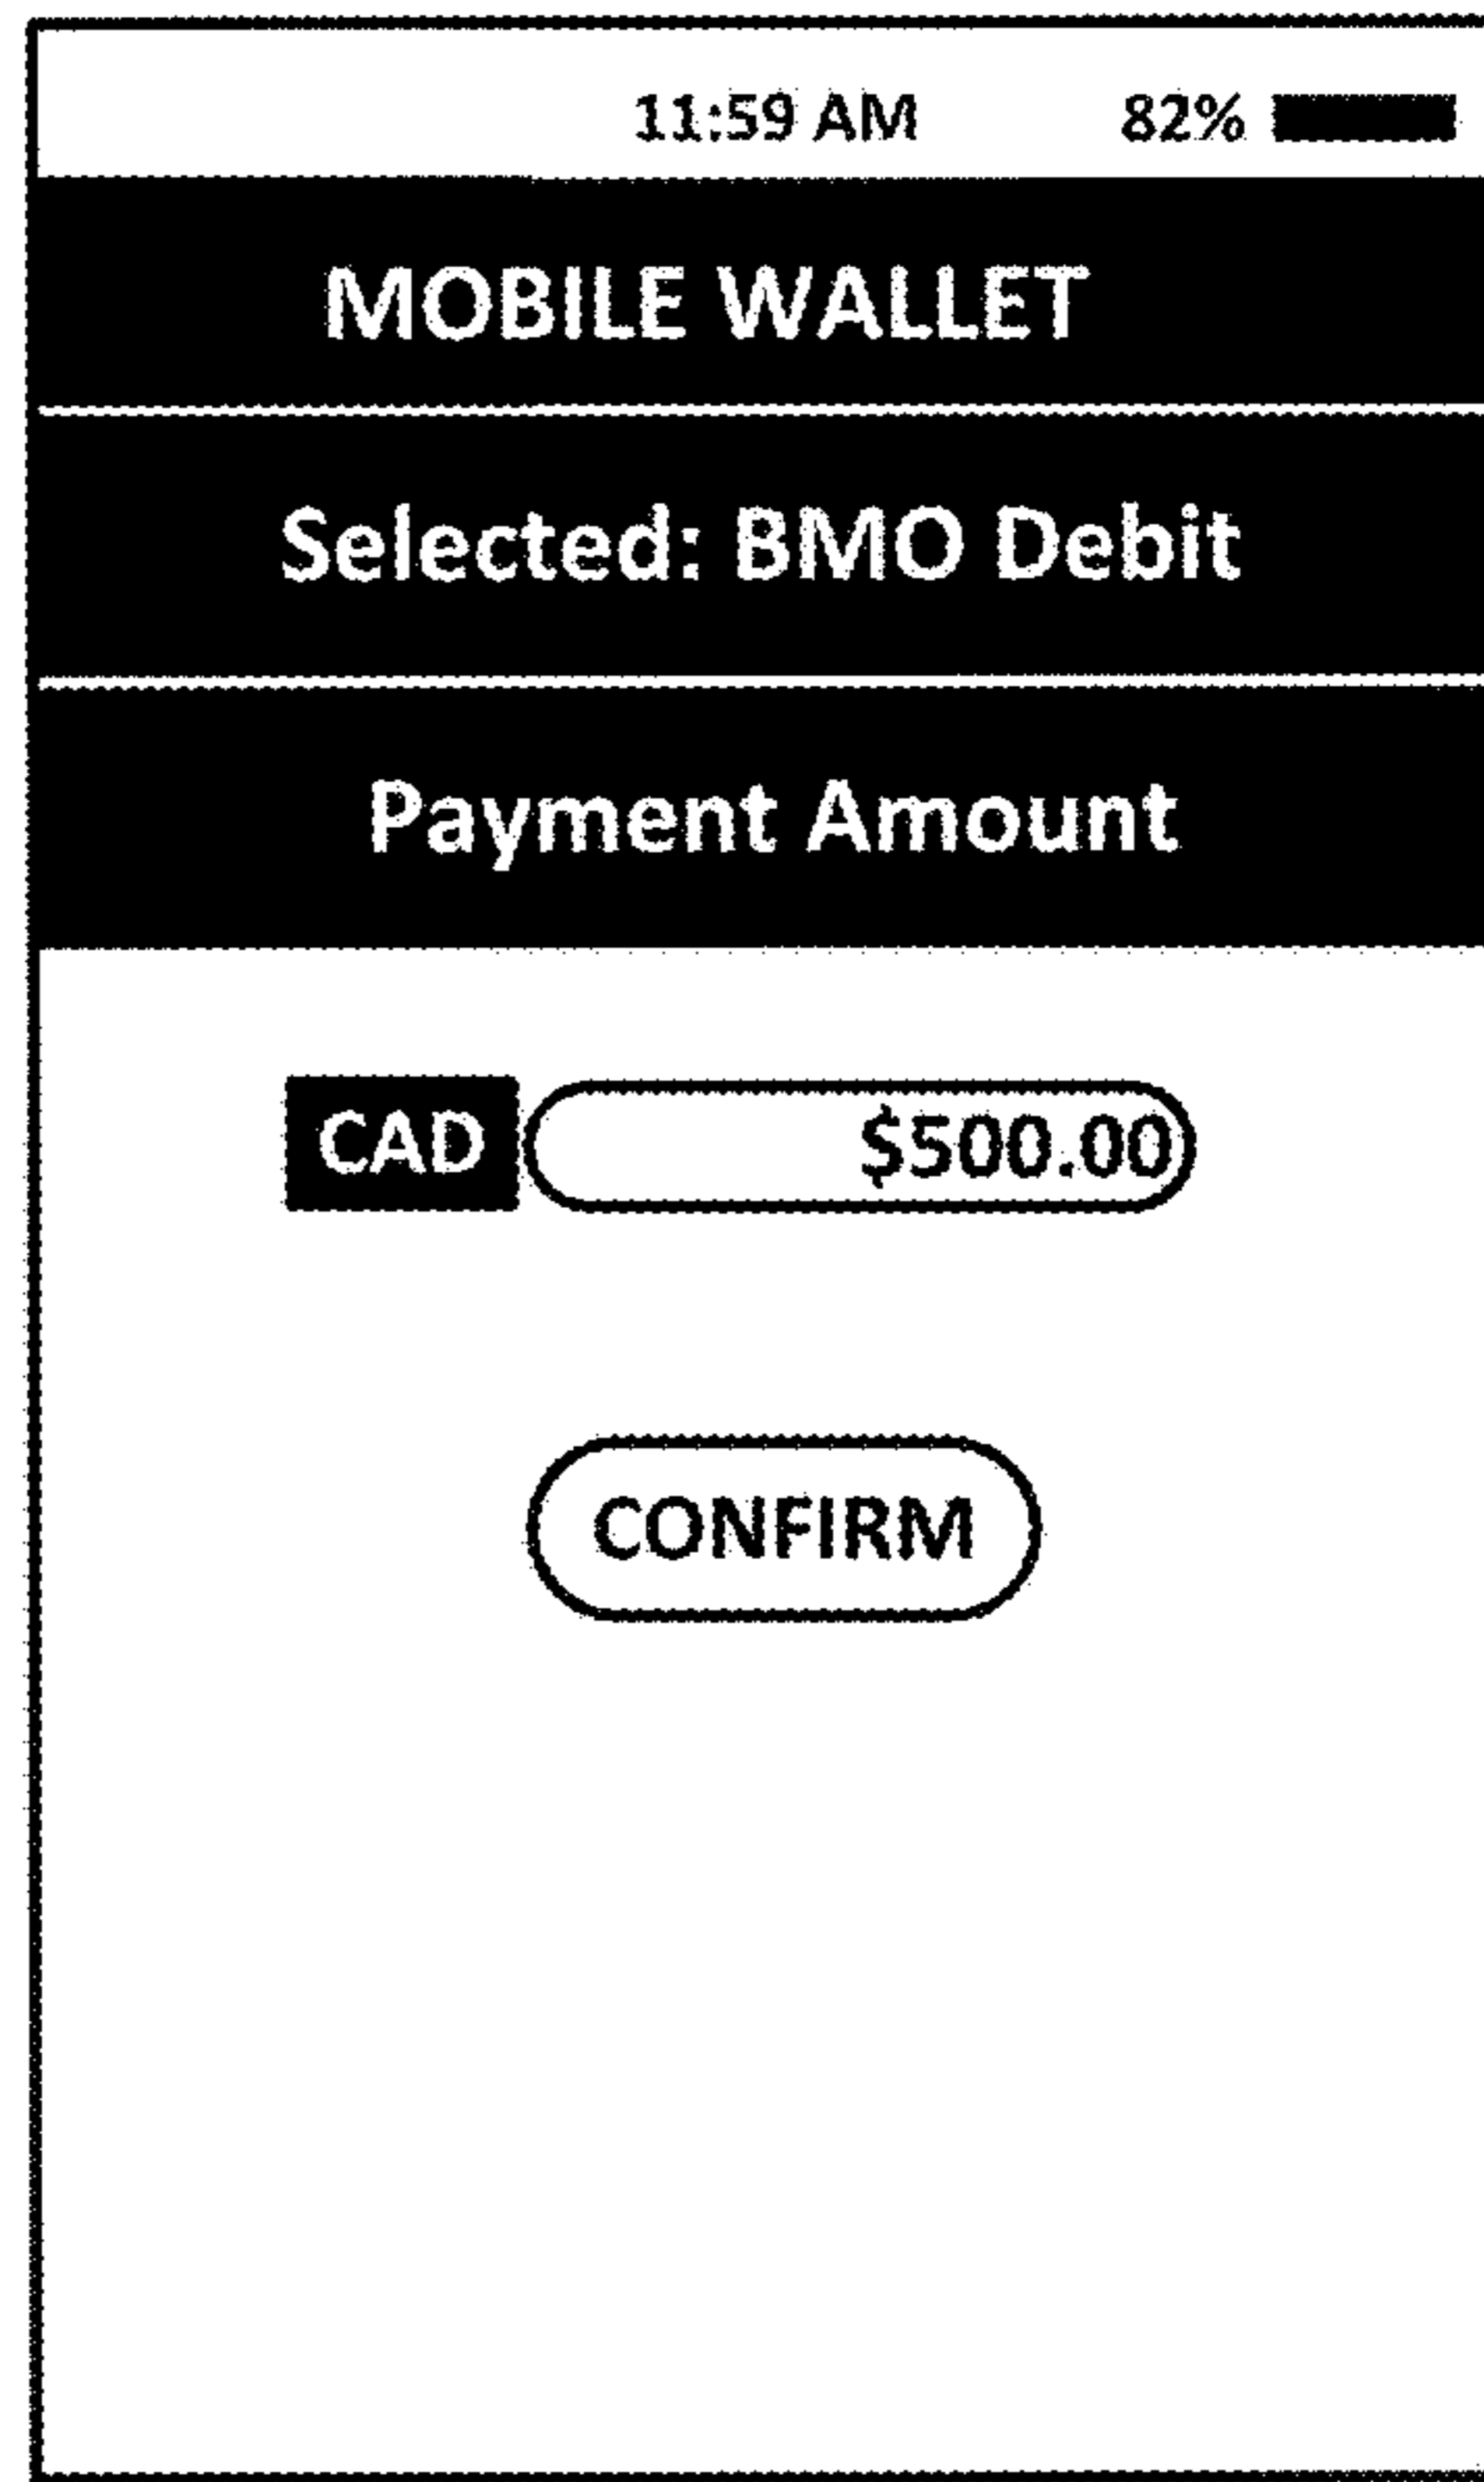 11:59 AM 82%
MOBILE WALLET
Selected: BMO Debit
Payment Amount
CAD $500.00
CONFIRM